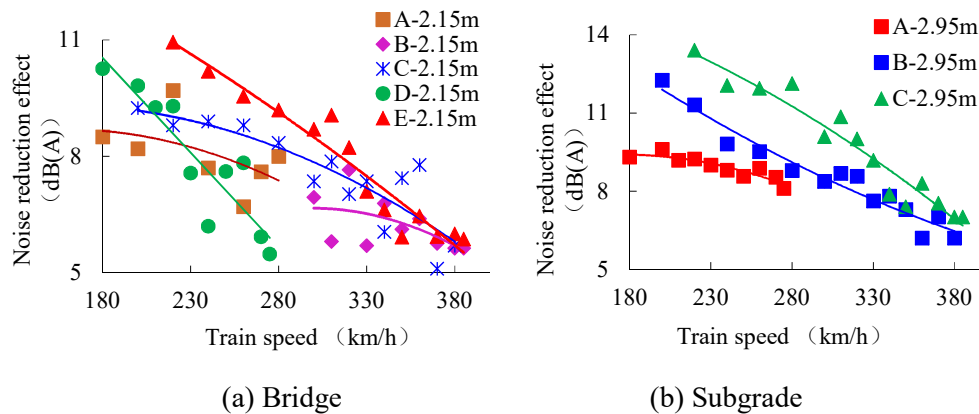 Noise reduction effect
（dB(A)
11
8
5
180 230 280 330 380
Train speed （km/h）
A-2.15m
B-2.15m
C-2.15m
D-2.15m
E-2.15m
(a) Bridge
Noise reduction effect
（dB(A)
14
11
8
5
180 230 280 330 380
Train speed （km/h）
A-2.95m
B-2.95m
C-2.95m
(b) Subgrade